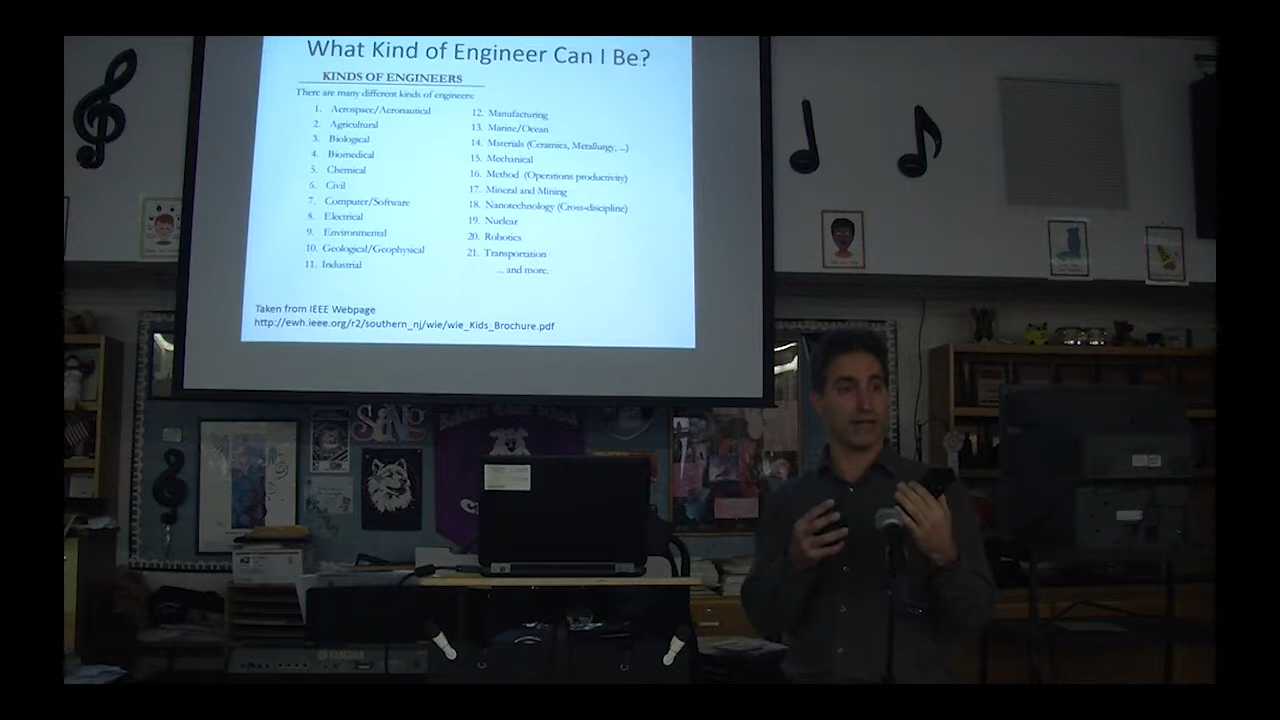 What Kind of Engineer Can I Be?
KINDS OF ENGINEERS
There are many different kinds of engineers:
1. Aerospace/Aeronautical
2. Agricultural
3. Biological
4. Biomedical
5. Chemical
6. Civil
7. Computer/Software
8. Electrical
9. Environmental
10. Geological/Geophysical
11. Industrial
12. Manufacturing
13. Marine/Ocean
14. Materials (Ceramics, Metallurgy, ...)
15. Mechanical
16. Method (Operations productivity)
17. Mineral and Mining
18. Nanotechnology (Cross-discipline)
19. Nuclear
20. Robotics
21. Transportation
... and more.
Taken from IEEE Webpage
http://ewh.ieee.org/r2/southern_nj/wie/wie_Kids_Brochure.pdf
SiNG
YAMAHA